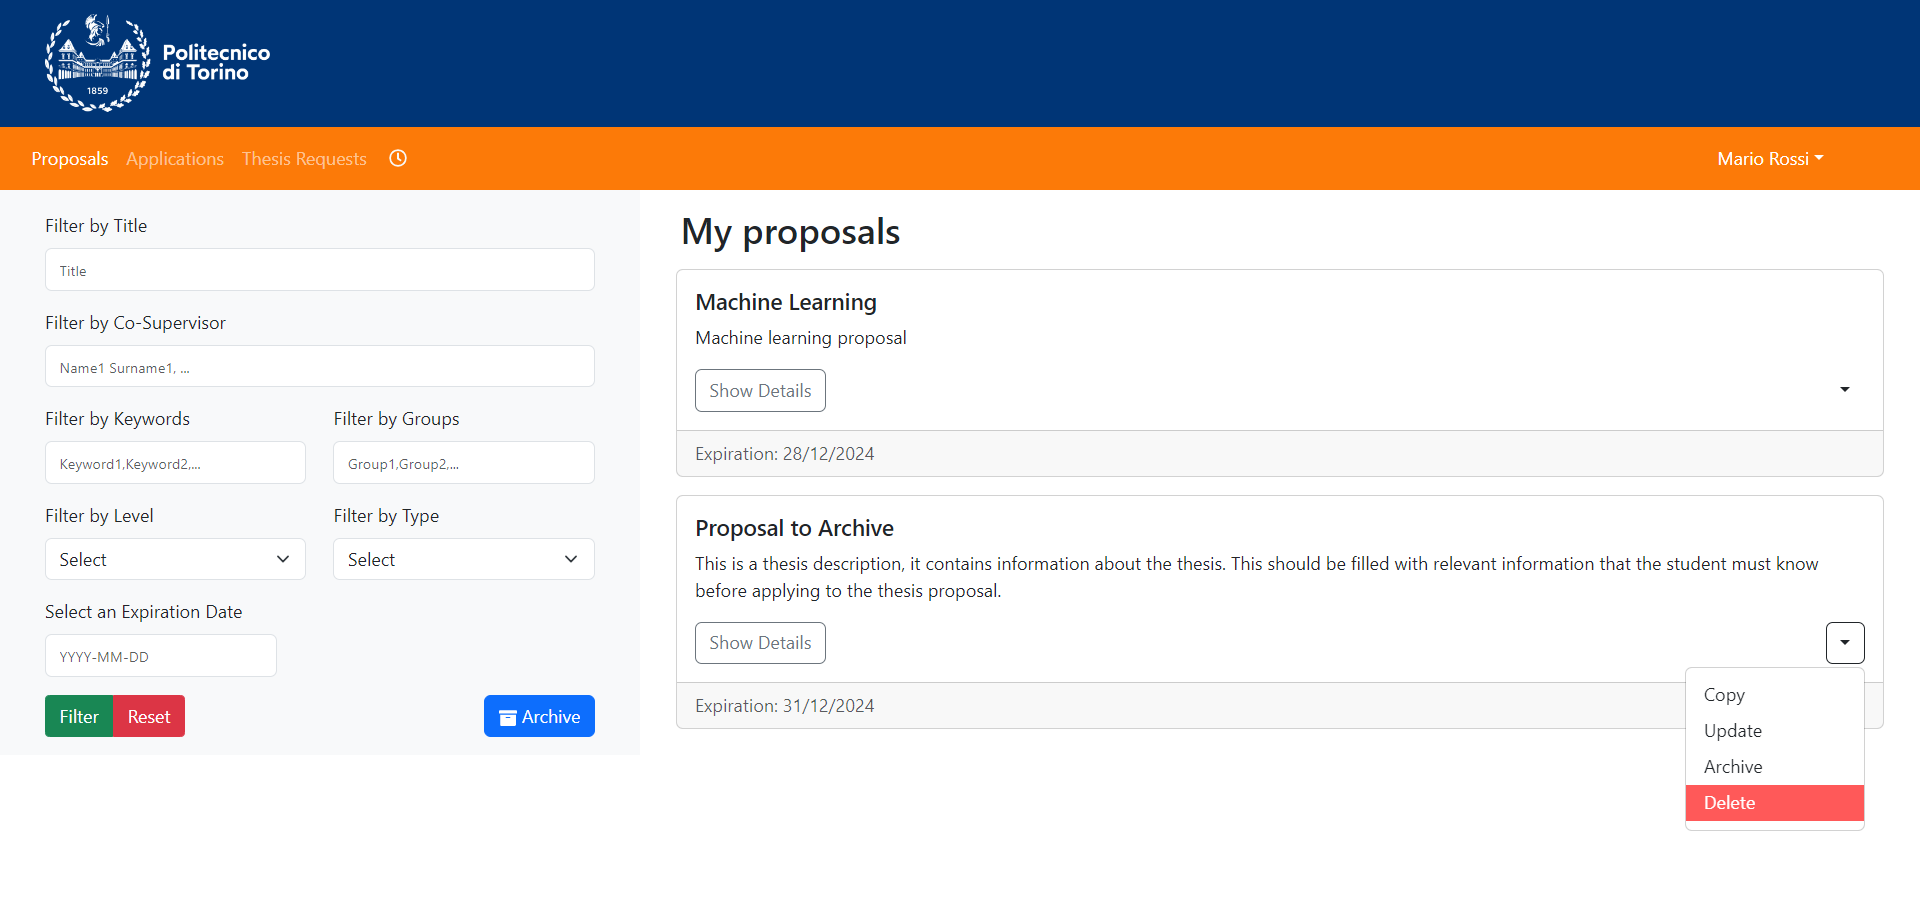 1859
Politecnico
di Torino
Proposals Applications Thesis Requests
Mario Rossi
Filter by Title
Title
Filter by Co-Supervisor
Name1 Surname1, ...
Filter by Keywords
Filter by Groups
Keyword1,Keyword2,...
Group1,Group2,...
Filter by Level
Filter by Type
Select
Select
Select an Expiration Date
YYYY-MM-DD
Filter
Reset
Archive
My proposals
Machine Learning
Machine learning proposal
Show Details
Expiration: 28/12/2024
Proposal to Archive
This is a thesis description, it contains information about the thesis. This should be filled with relevant information that the student must know
before applying to the thesis proposal.
Show Details
Expiration: 31/12/2024
Copy
Update
Archive
Delete